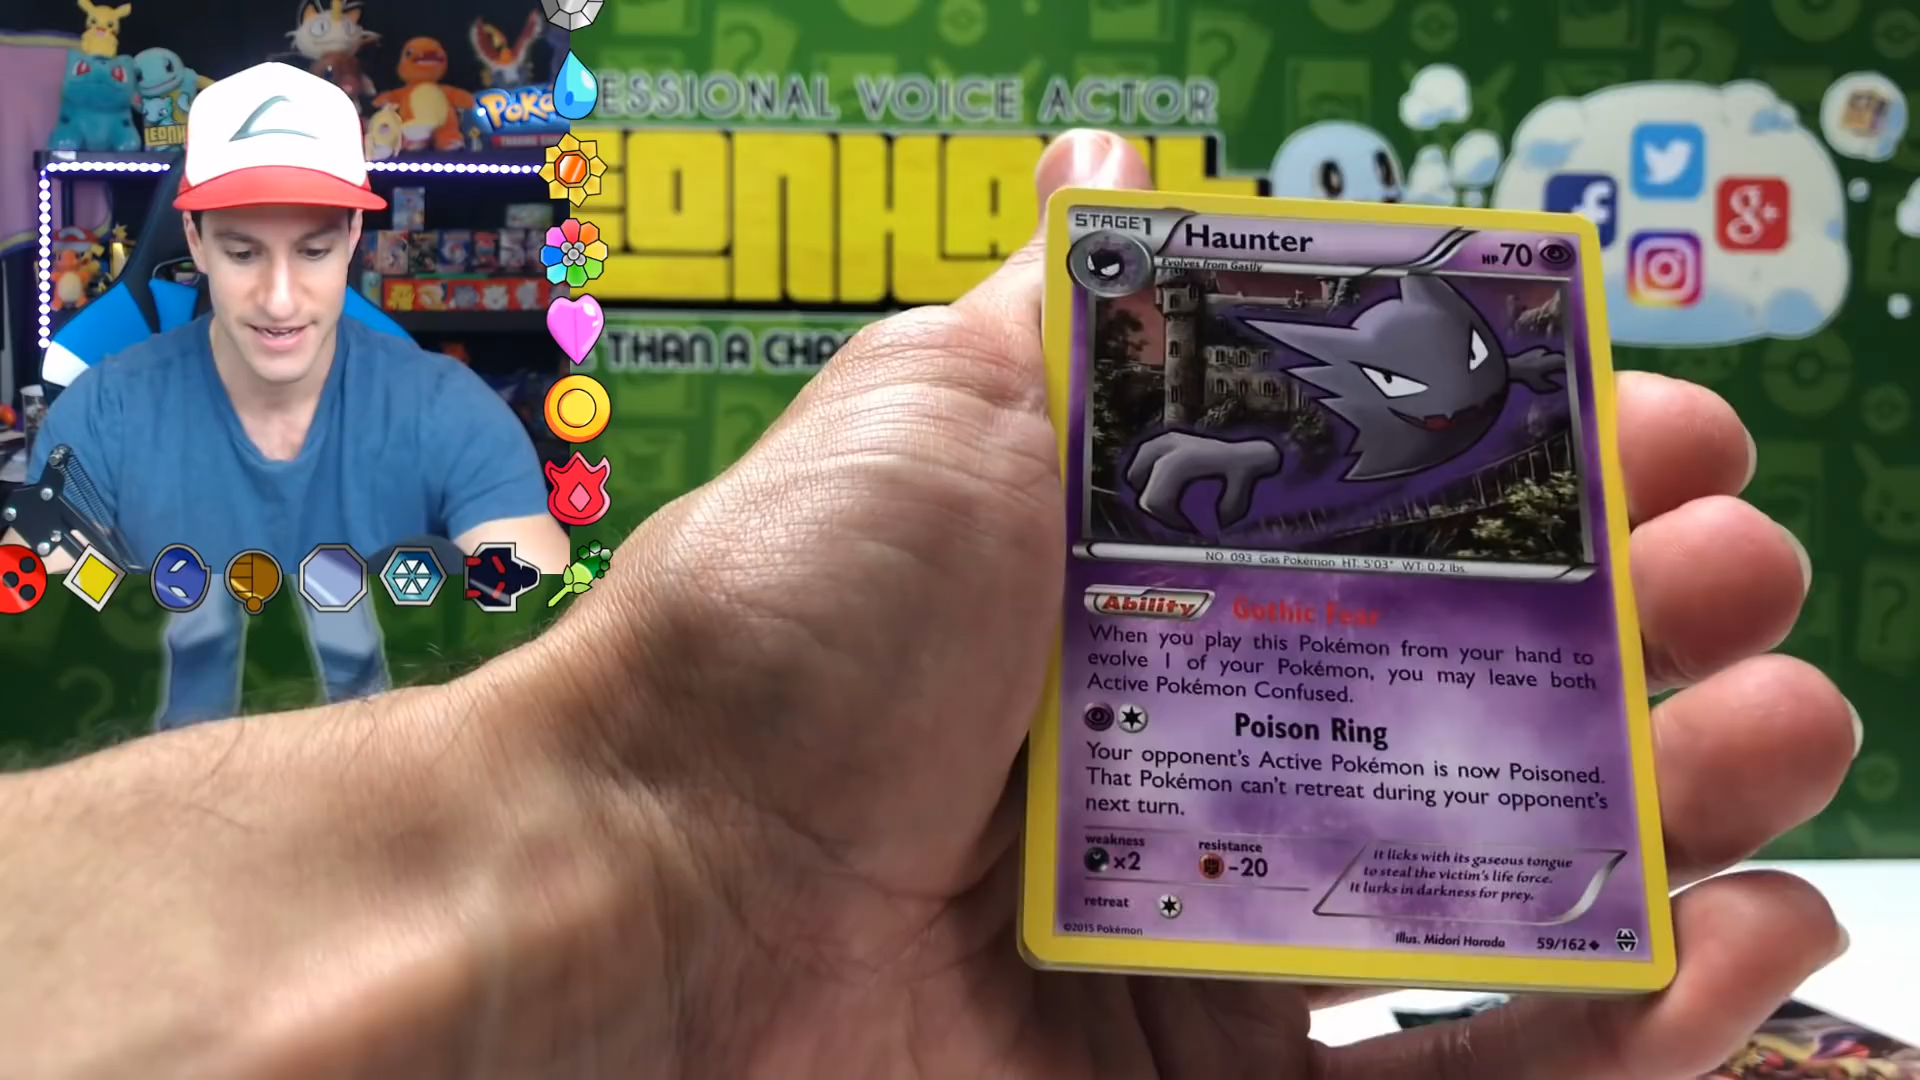 ESSIONAL VOICE ACTOR
EONHA
THAN A CHA
POKé
LEONH
STAGE1
Haunter
HP70
Evolves from Gastly
NO. 093 Gas Pokémon HT. 5'03" WT. 0.2 lbs.
Ability Gothic Fear
When you play this Pokémon from your hand to
evolve 1 of your Pokémon, you may leave both
Active Pokémon Confused.
Poison Ring
Your opponent's Active Pokémon is now Poisoned.
That Pokémon can't retreat during your opponent's
next turn.
weakness
×2
resistance
-20
It licks with its gaseous tongue
to steal the victim's life force.
It lurks in darkness for prey.
retreat
©2015 Pokémon
Illus. Midori Harada
59/162